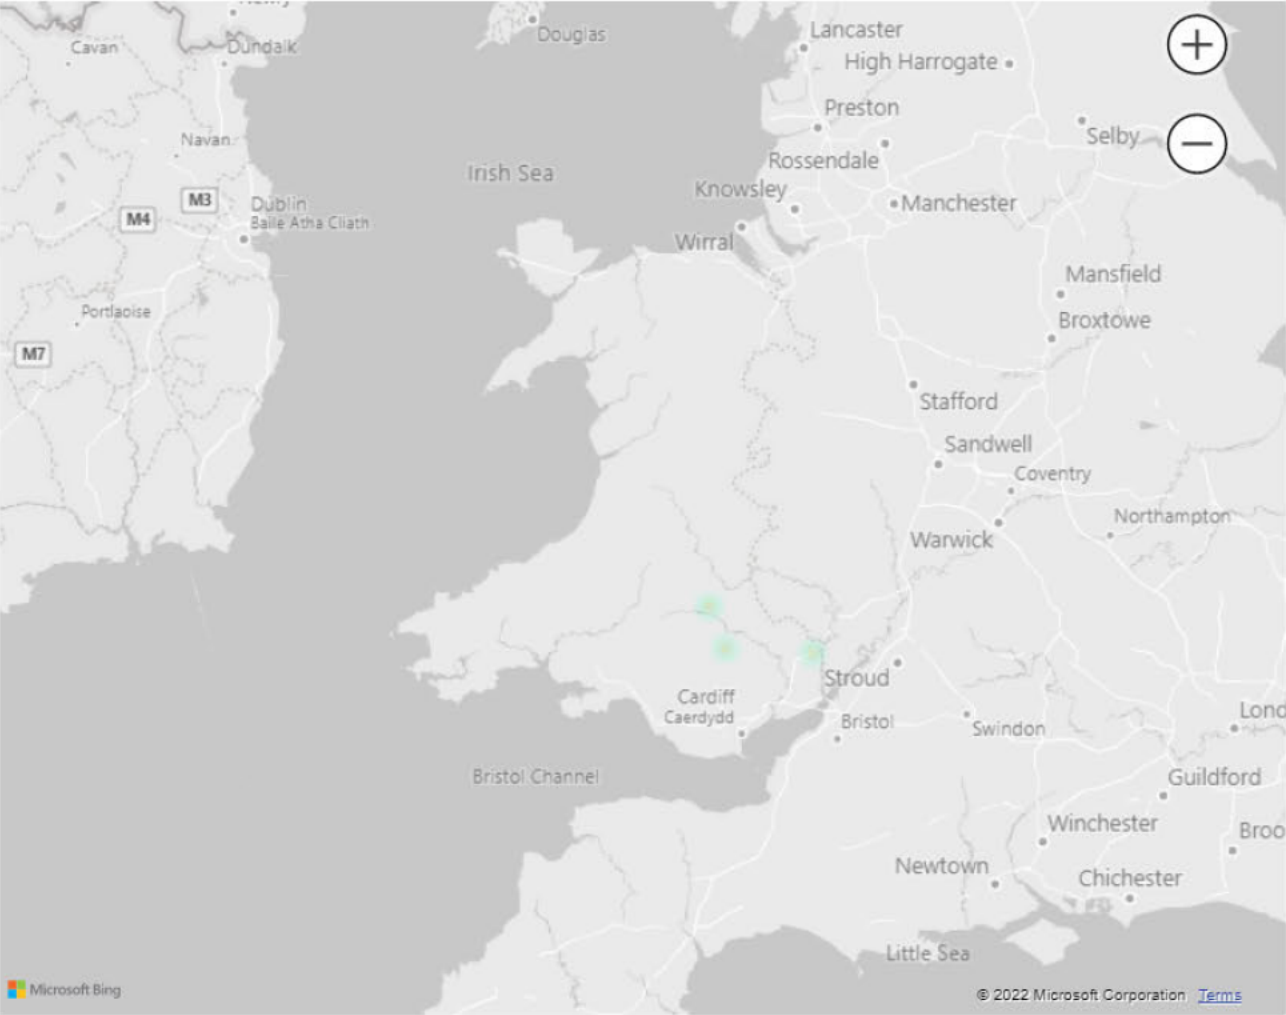 Newry
Cavan
Dundalk
Douglas
Lancaster
High Harrogate
Preston
Selby
Navan
Rossendale
Irish Sea
Knowsley
M3
Dublin
Baile Atha Cliath
M4
Manchester
Wirral
Mansfield
Portlaoise
Broxtowe
M7
Stafford
Sandwell
Coventry
Northampton
Warwick
Stroud
Cardiff
Caerdydd
Bristol
Swindon
Lond
Bristol Channel
Guildford
Winchester
Broo
Newtown
Chichester
Little Sea
Microsoft Bing
© 2022 Microsoft Corporation Terms